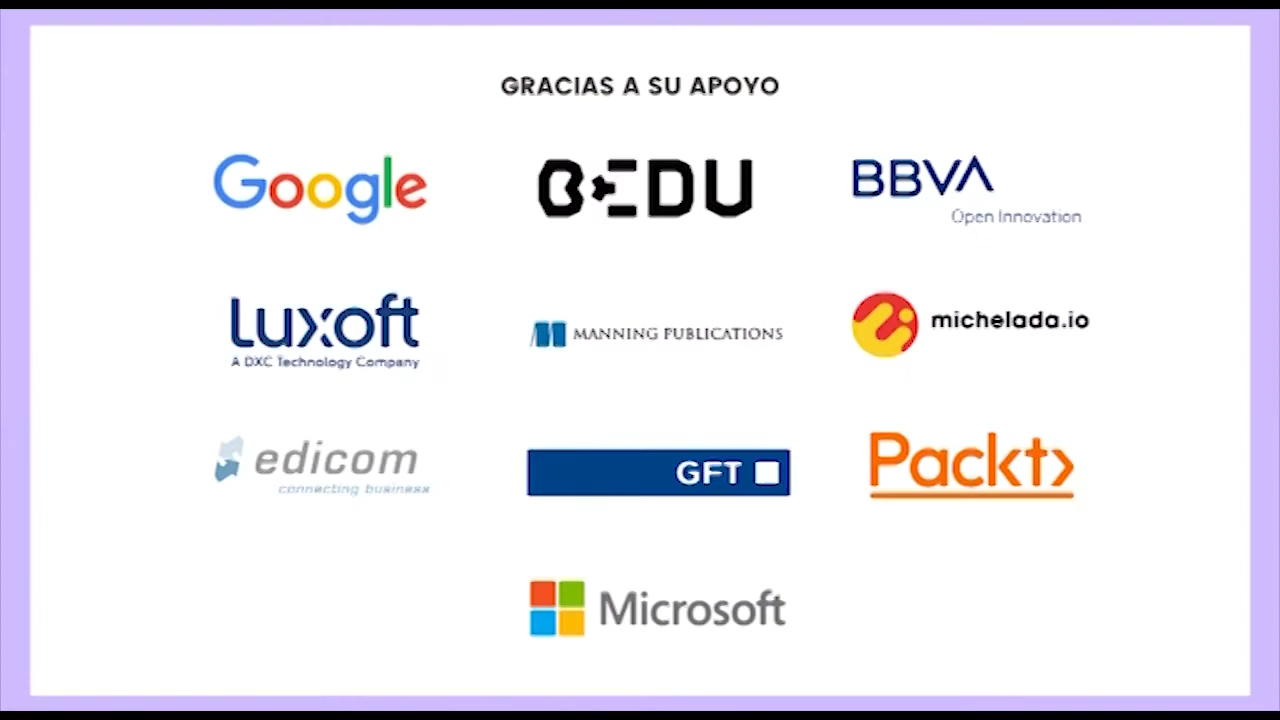 GRACIAS A SU APOYO
Google
BEDU
BBVA
Open Innovation
Luxoft
A DXC Technology Company
MANNING PUBLICATIONS
michelada.io
edicom
connecting business
GFT
Packt
Microsoft